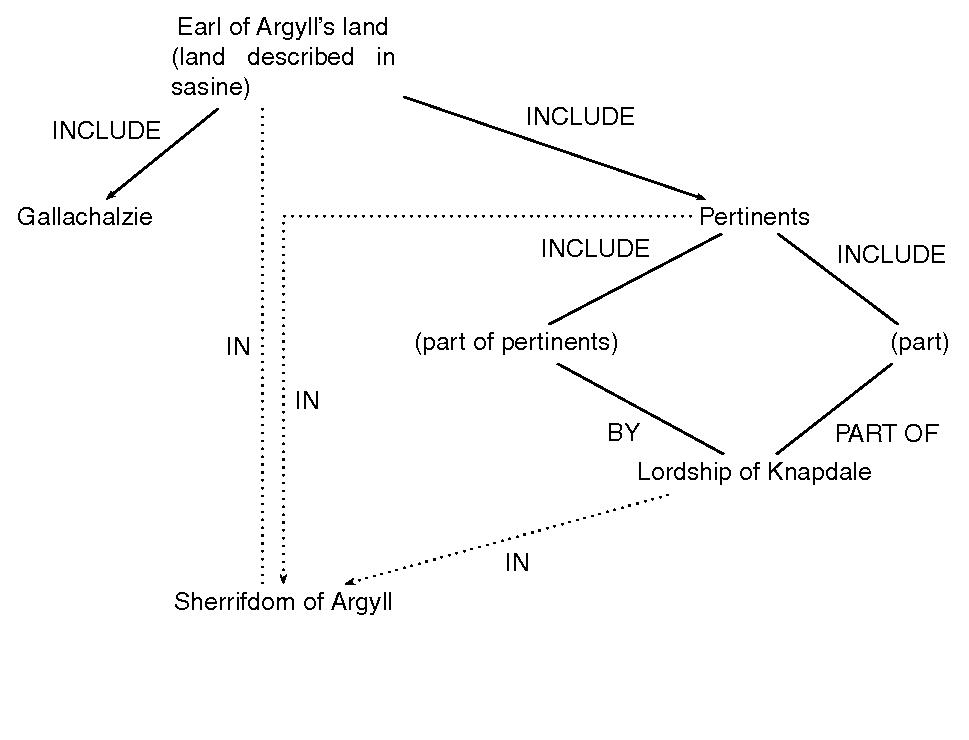 Earl of Argyll's land
(land described in
sasine)
INCLUDE
INCLUDE
Gallachalzie
Pertinents
INCLUDE
INCLUDE
(part of pertinents)
(part)
IN
IN
BY
PART OF
Lordship of Knapdale
IN
Sherrifdom of Argyll